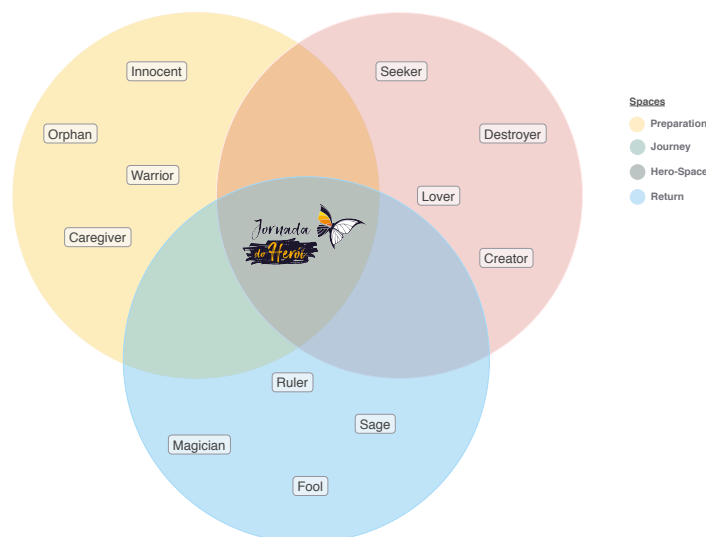 Innocent
Seeker
Orphan
Destroyer
Warrior
Lover
Caregiver
Creator
Jornada
do Herói
Ruler
Sage
Magician
Fool
Spaces
Preparation
Journey
Hero-Space
Return